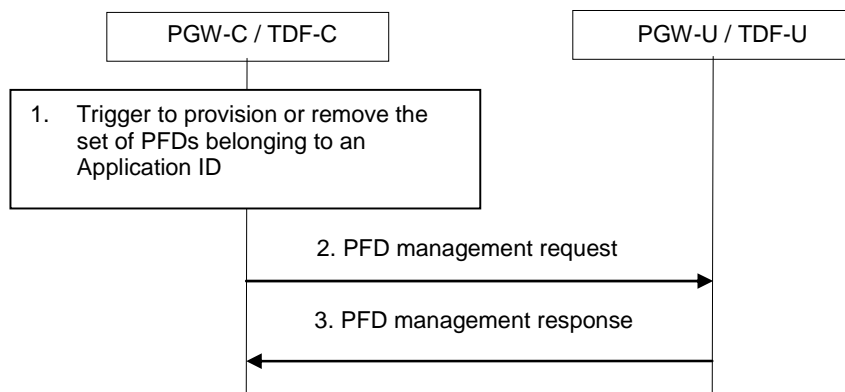 PGW-C / TDF-C
PGW-U / TDF-U
1. Trigger to provision or remove the
set of PFDs belonging to an
Application ID
2. PFD management request
3. PFD management response